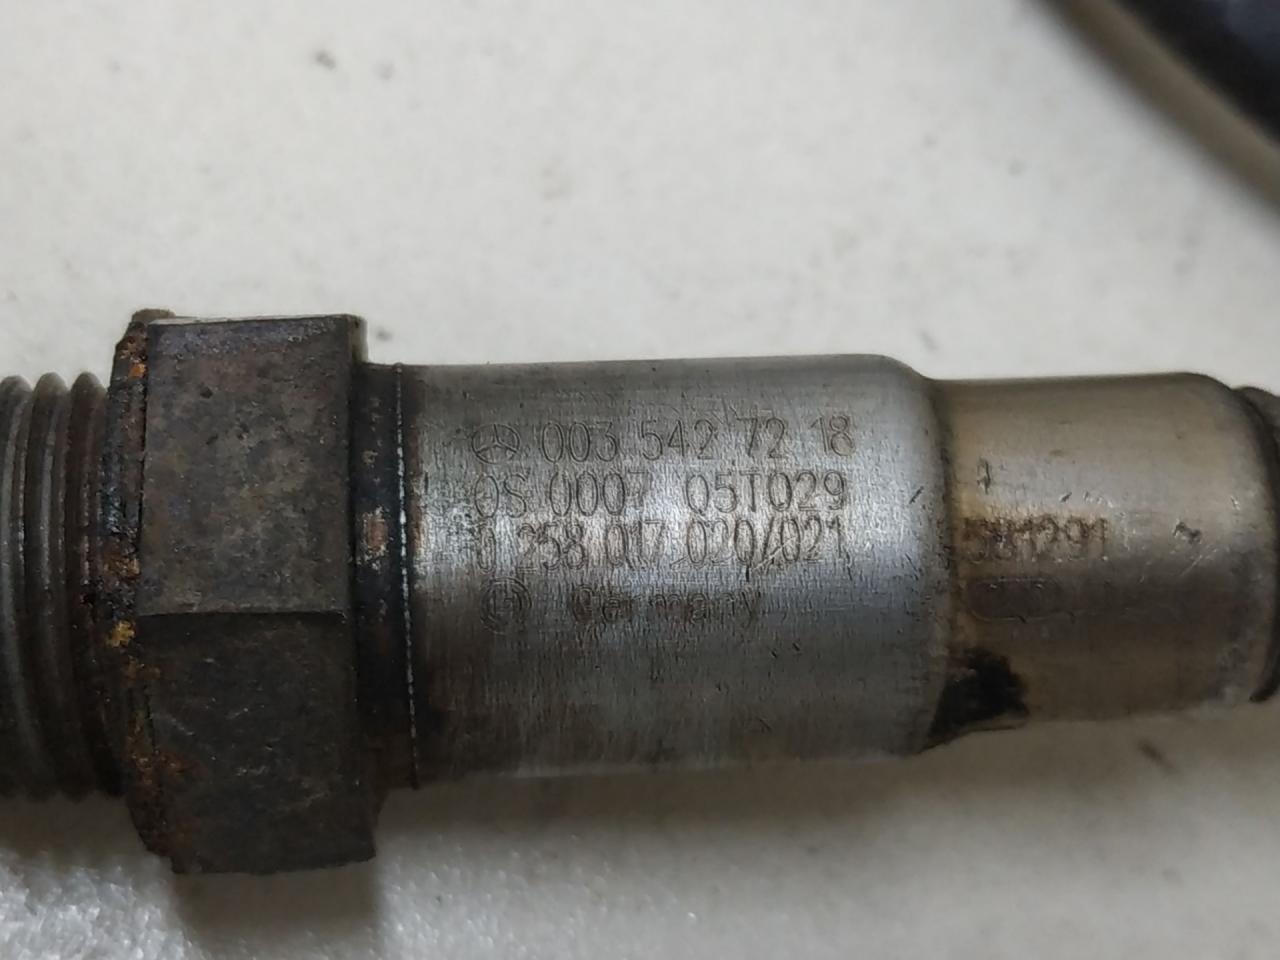 003 542 72 18
0S 0007 05T029
0 258 017 020/021
Germany